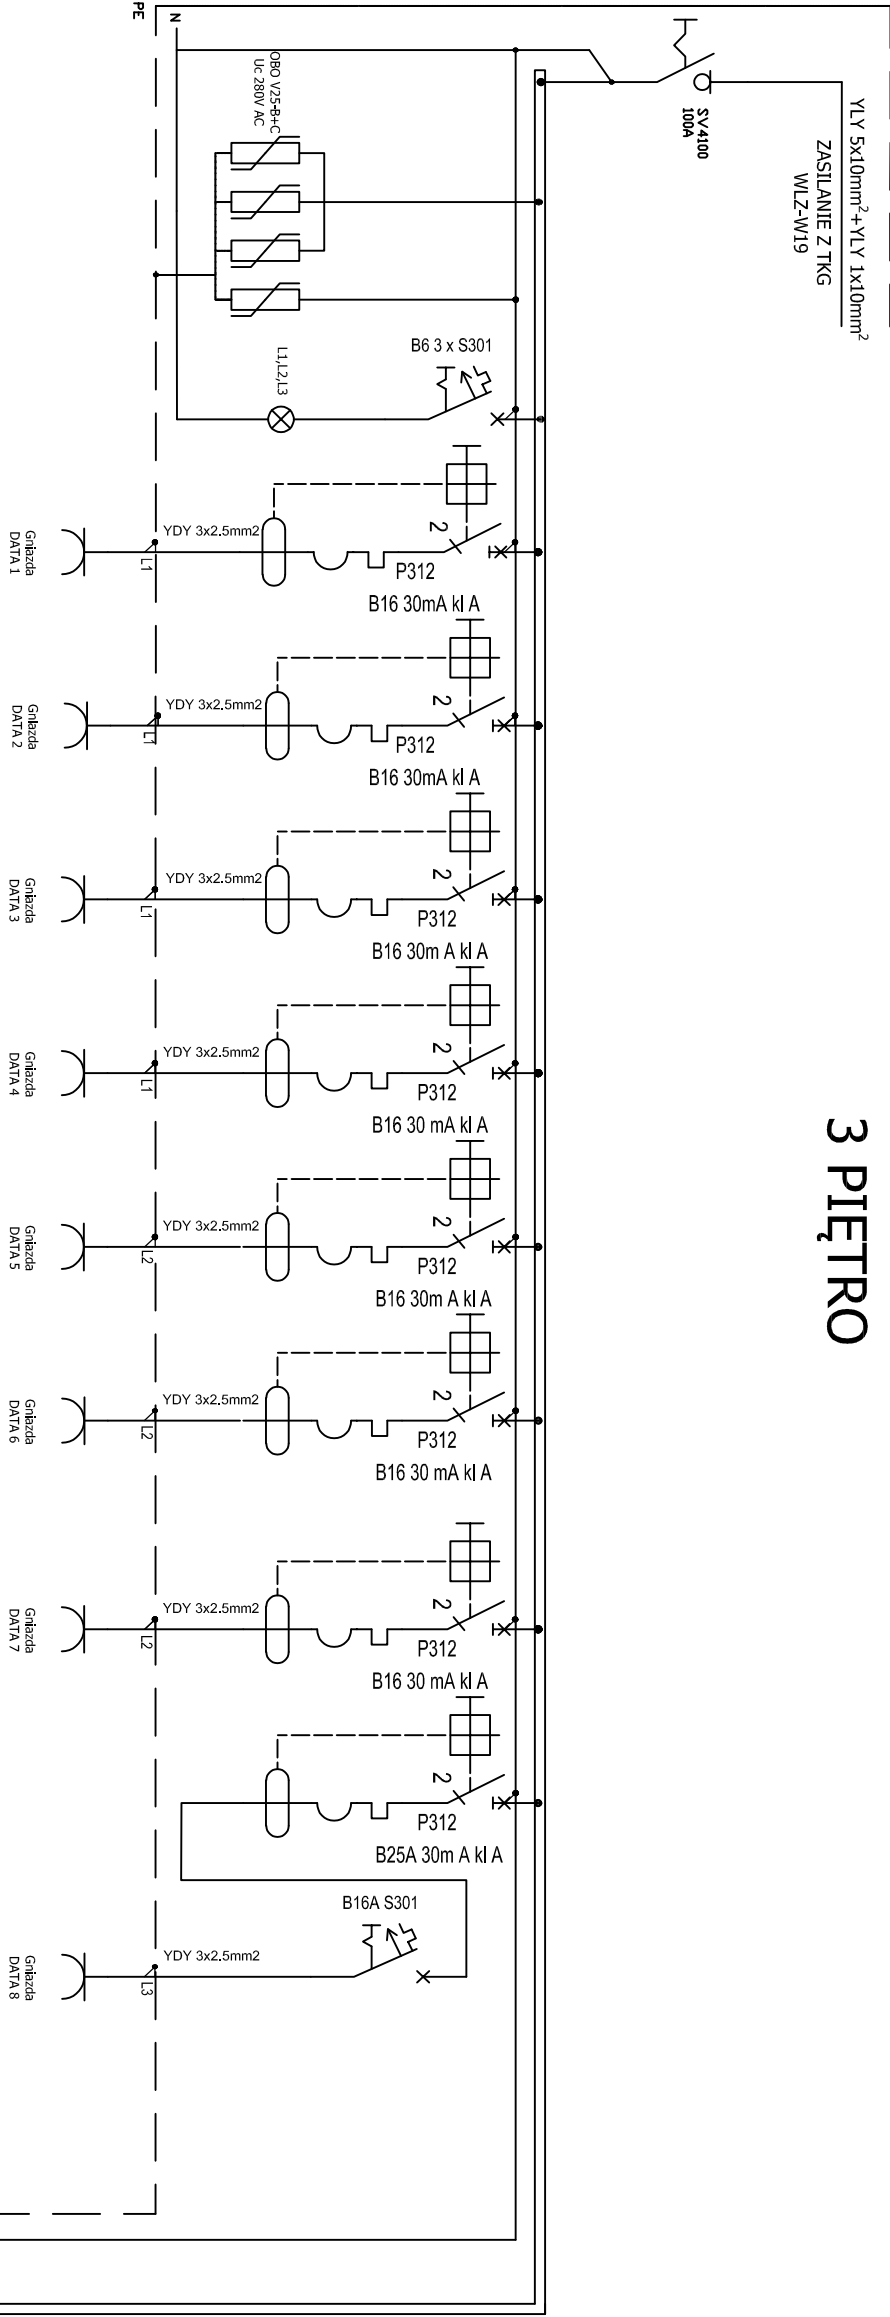 PE
N
YLY 5x10mm²+YLY 1x10mm²
ZASILANIE Z TKG
WLZ-W19
SV4100
100A
OBO V25-B+C
Uc 280V AC
3 PIĘTRO
B6 3 x S301
L1,L2,L3
YDY 3x2.5mm2
2
P312
B16 30mA kl A
L1
Gniazda
DATA 1
YDY 3x2.5mm2
2
P312
B16 30mA kl A
L1
Gniazda
DATA 2
YDY 3x2.5mm2
2
P312
B16 30m A kl A
L1
Gniazda
DATA 3
YDY 3x2.5mm2
2
P312
B16 30 mA kl A
L1
Gniazda
DATA 4
YDY 3x2.5mm2
2
P312
B16 30m A kl A
L2
Gniazda
DATA 5
YDY 3x2.5mm2
2
P312
B16 30 mA kl A
L2
Gniazda
DATA 6
YDY 3x2.5mm2
2
P312
B16 30 mA kl A
L2
Gniazda
DATA 7
2
P312
B25A 30m A kl A
B16A S301
YDY 3x2.5mm2
L3
Gniazda
DATA 8